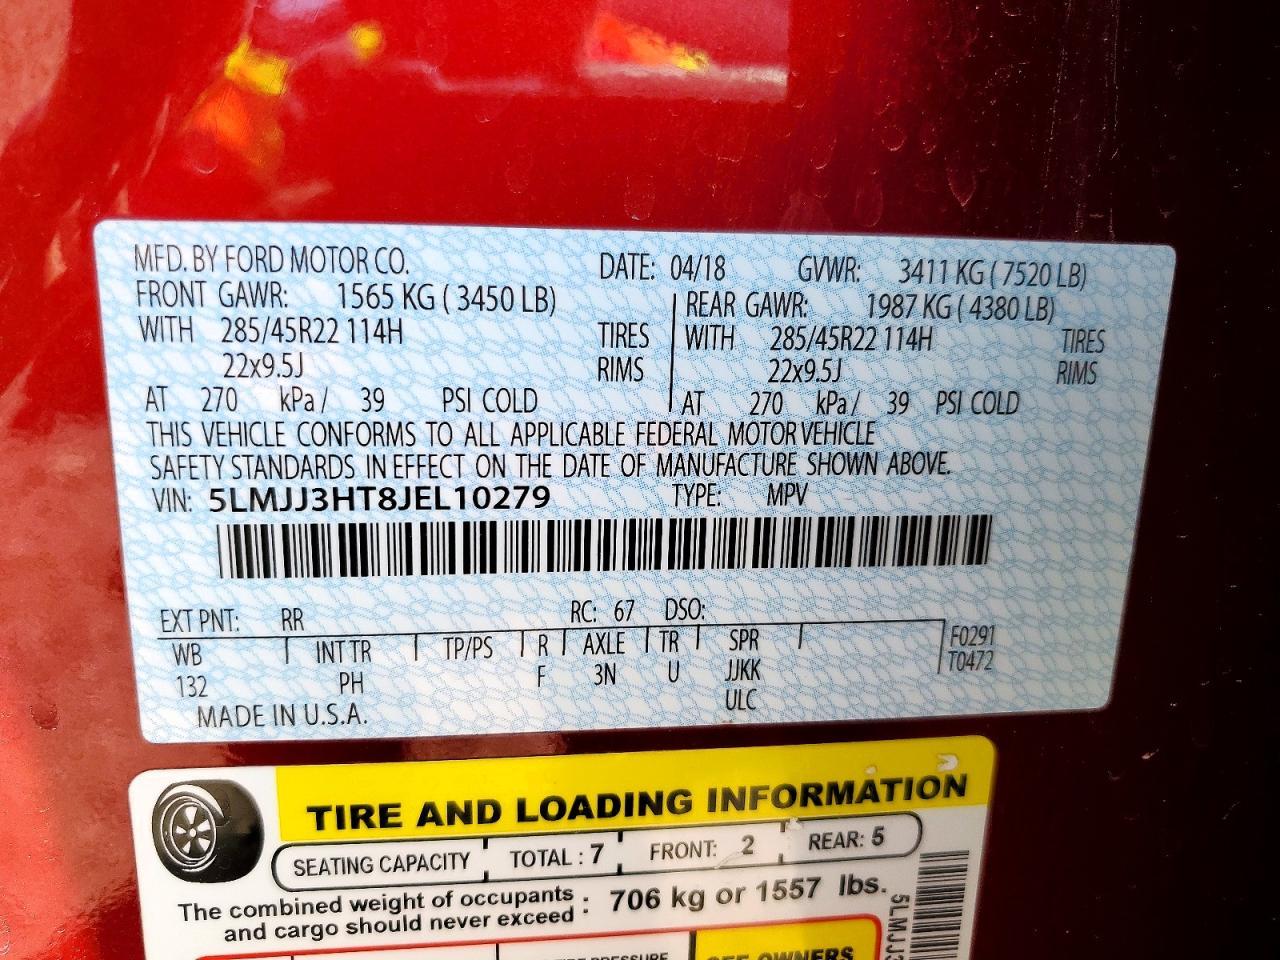 MFD. BY FORD MOTOR CO. DATE: 04/18 GVWR: 3411 KG ( 7520 LB)
FRONT GAWR: 1565 KG ( 3450 LB) REAR GAWR: 1987 KG ( 4380 LB)
WITH 285/45R22 114H TIRES WITH 285/45R22 114H TIRES
22x9.5J RIMS 22x9.5J RIMS
AT 270 kPa / 39 PSI COLD AT 270 kPa / 39 PSI COLD
THIS VEHICLE CONFORMS TO ALL APPLICABLE FEDERAL MOTOR VEHICLE
SAFETY STANDARDS IN EFFECT ON THE DATE OF MANUFACTURE SHOWN ABOVE.
VIN: 5LMJJ3HT8JEL10279 TYPE: MPV
EXT PNT: RR RC: 67 DSO:
WB INT TR TP/PS R AXLE TR SPR F0291
132 PH F 3N U JJKK T0472
ULC
MADE IN U.S.A.
TIRE AND LOADING INFORMATION
SEATING CAPACITY TOTAL : 7 FRONT: 2 REAR: 5
The combined weight of occupants
and cargo should never exceed : 706 kg or 1557 lbs.
5LMJJ3
PRESSURE
SEE OWNERS